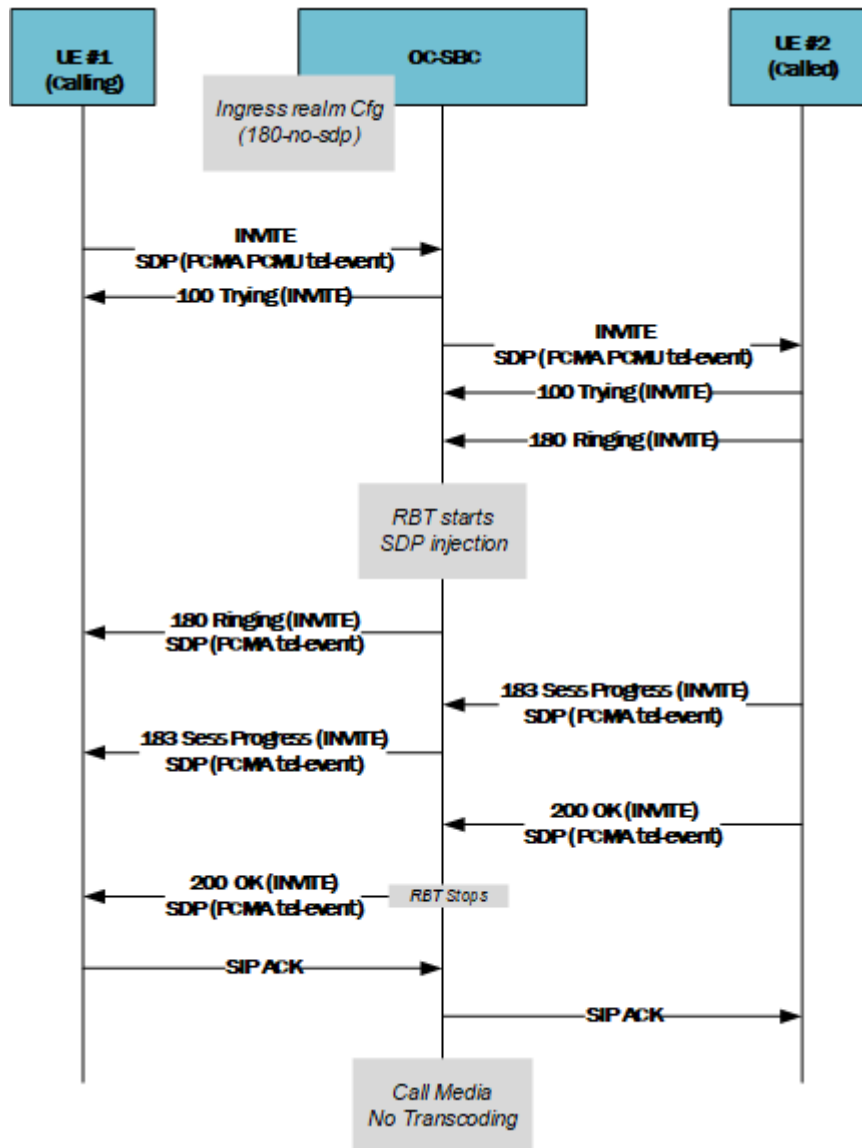 UE #1
(Calling)
OC-SBC
UE #2
(Called)
Ingress realm Cfg
(180-no-sdp)
INVITE
SDP (PCMA PCMU tel-event)
100 Trying (INVITE)
INVITE
SDP (PCMA PCMU tel-event)
100 Trying (INVITE)
180 Ringing (INVITE)
RBT starts
SDP injection
180 Ringing (INVITE)
SDP (PCMA tel-event)
183 Sess Progress (INVITE)
SDP (PCMA tel-event)
183 Sess Progress (INVITE)
SDP (PCMA tel-event)
200 OK (INVITE)
SDP (PCMA tel-event)
200 OK (INVITE)
SDP (PCMA tel-event)
RBT Stops
SIP ACK
SIP ACK
Call Media
No Transcoding